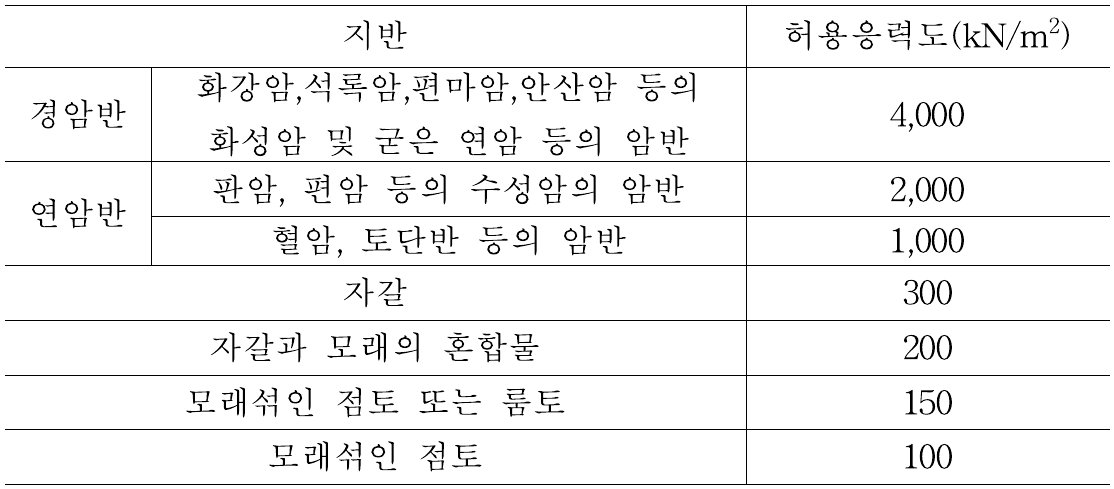 지반 허용응력도(kN/m²)
경암반 화강암,석록암,편마암,안산암 등의
화성암 및 굳은 연암 등의 암반 4,000
연암반 판암, 편암 등의 수성암의 암반 2,000
혈암, 토단반 등의 암반 1,000
자갈 300
자갈과 모래의 혼합물 200
모래섞인 점토 또는 룸토 150
모래섞인 점토 100